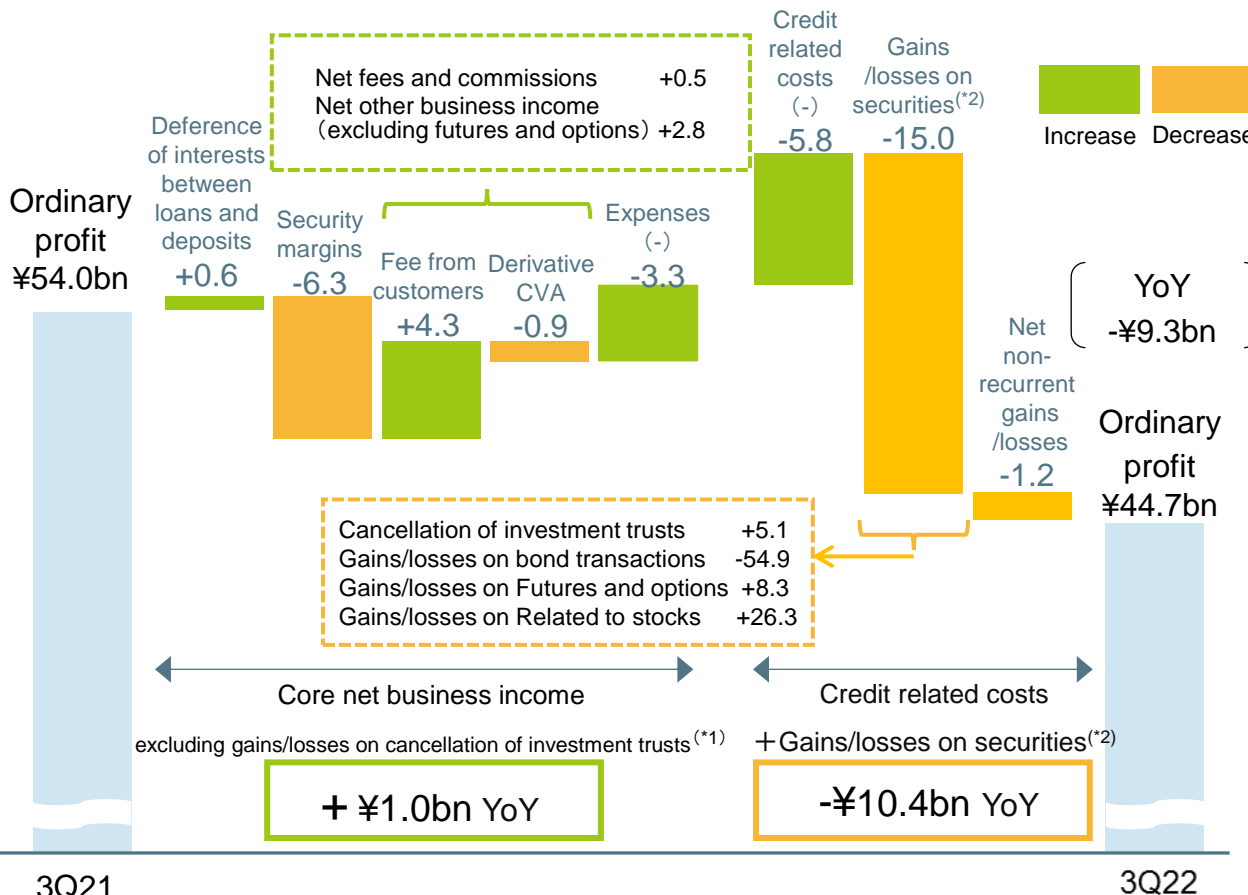 Ordinary
profit
¥54.0bn
Deference
of interests
between
loans and
deposits
+0.6
Security
margins
-6.3
Net fees and commissions +0.5
Net other business income
（excluding futures and options）+2.8
Fee from
customers
+4.3
Derivative
CVA
-0.9
Expenses
(-)
-3.3
Credit
related
costs
(-)
-5.8
Gains
/losses on
securities(*2)
-15.0
Increase Decrease
YoY
-¥9.3bn
Net
non-
recurrent
gains
/losses
-1.2
Ordinary
profit
¥44.7bn
Cancellation of investment trusts +5.1
Gains/losses on bond transactions -54.9
Gains/losses on Futures and options +8.3
Gains/losses on Related to stocks +26.3
Core net business income
excluding gains/losses on cancellation of investment trusts(*1)
+ ¥1.0bn YoY
Credit related costs
＋Gains/losses on securities(*2)
-¥10.4bn YoY
3Q21
3Q22